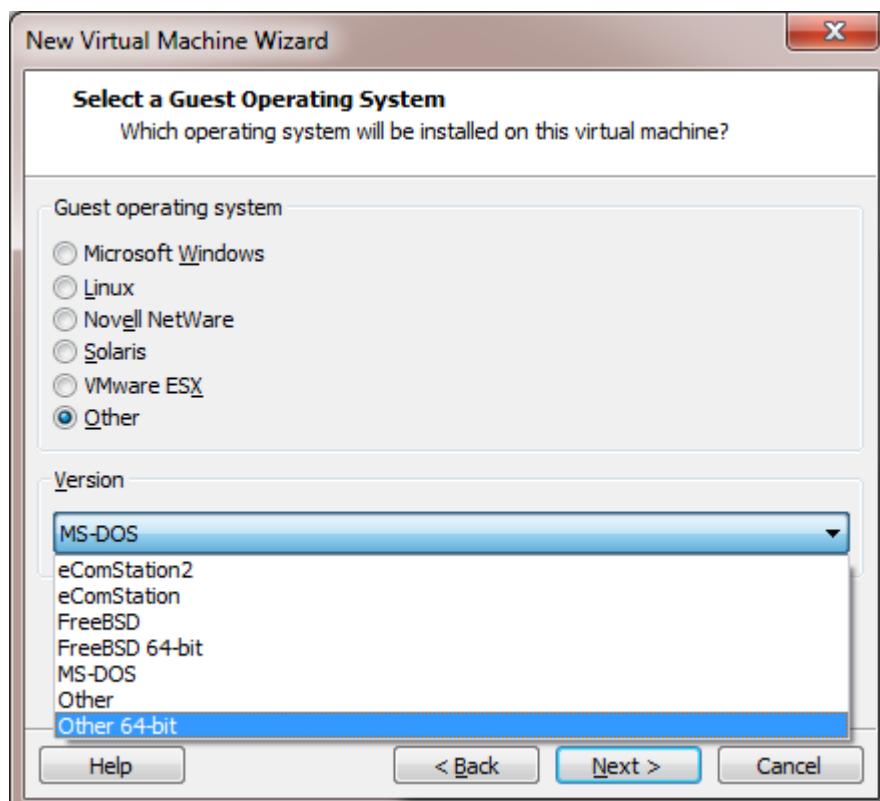 New Virtual Machine Wizard
Select a Guest Operating System
Which operating system will be installed on this virtual machine?
Guest operating system
Microsoft Windows
Linux
Novell NetWare
Solaris
VMware ESX
Other
Version
MS-DOS
eComStation2
eComStation
FreeBSD
FreeBSD 64-bit
MS-DOS
Other
Other 64-bit
Help
< Back
Next >
Cancel